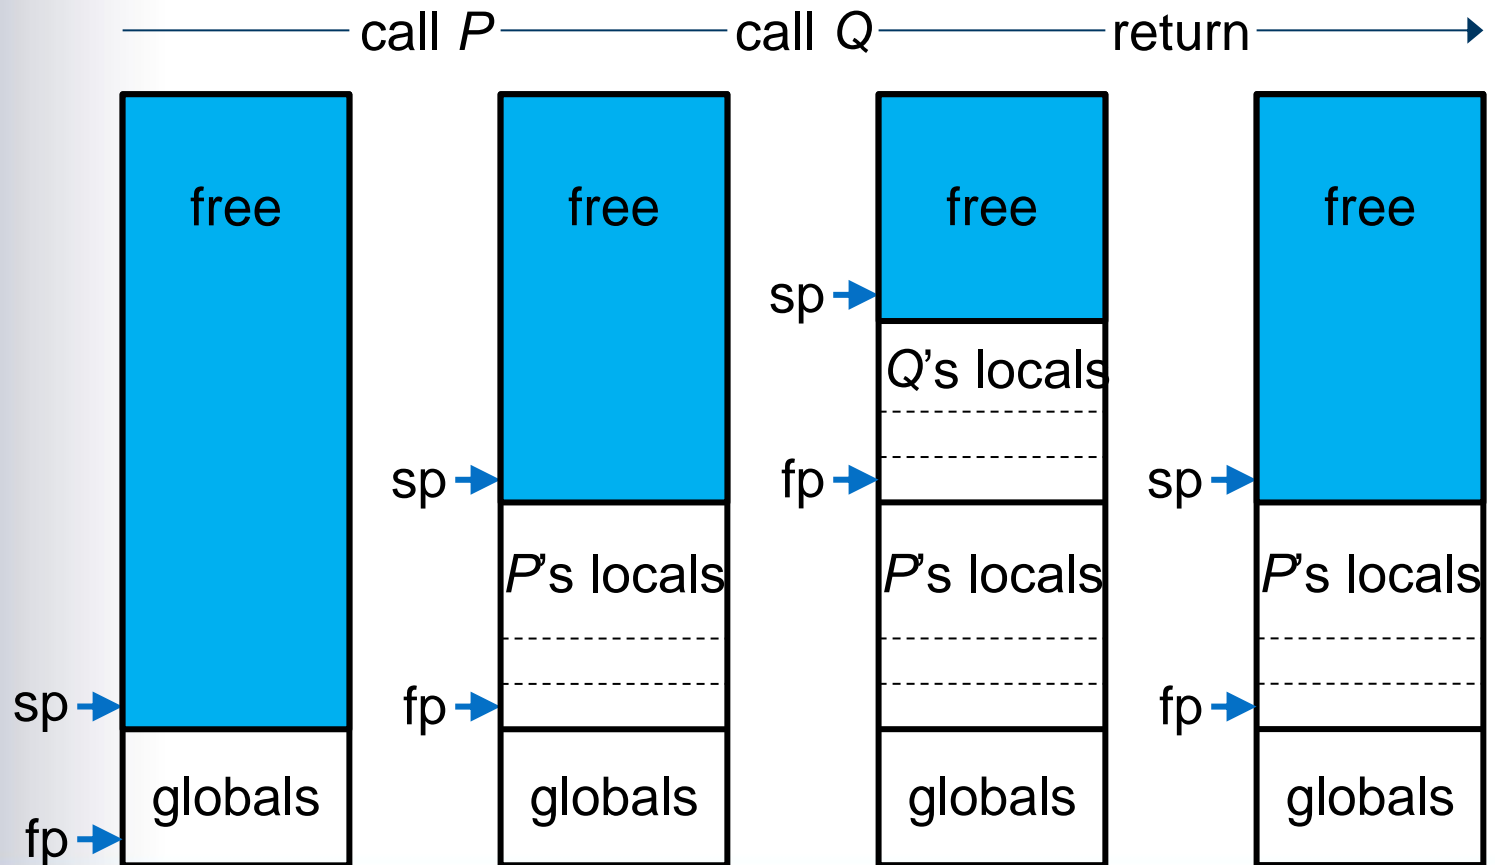 call P call Q return
free free free free
sp
Q's locals
sp fp sp
P's locals P's locals P's locals
sp fp fp
globals globals globals globals
fp